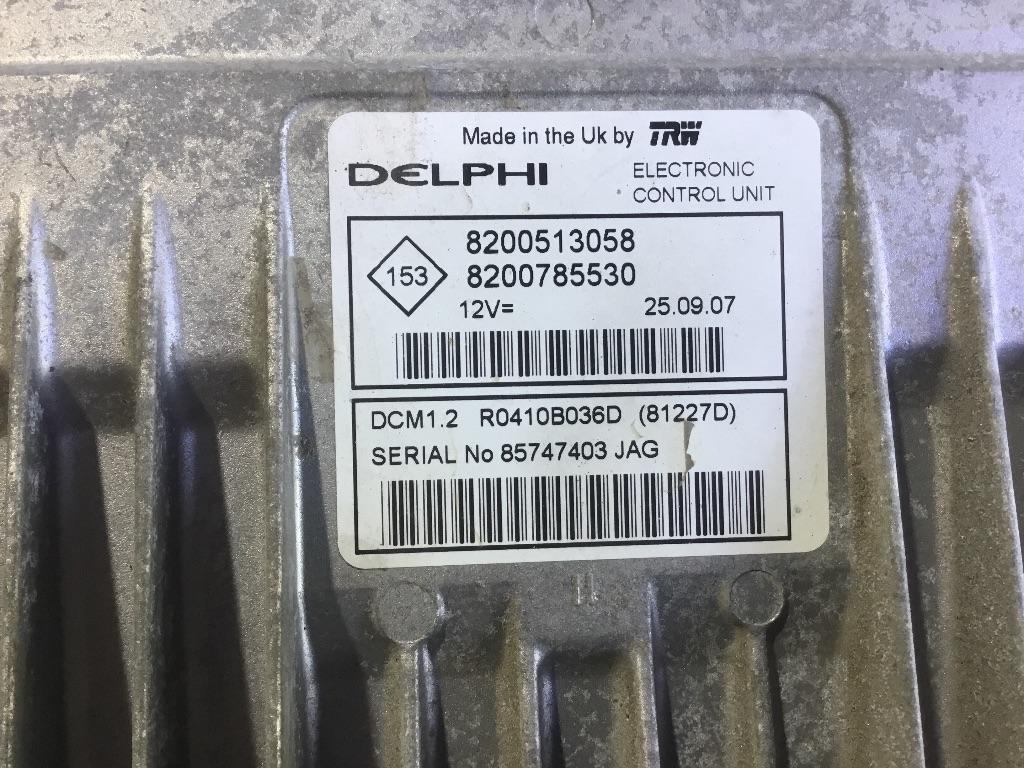 Made in the Uk by TRW
DELPHI ELECTRONIC
CONTROL UNIT
153
8200513058
8200785530
12V= 25.09.07
DCM1.2 R0410B036D (81227D)
SERIAL No 85747403 JAG